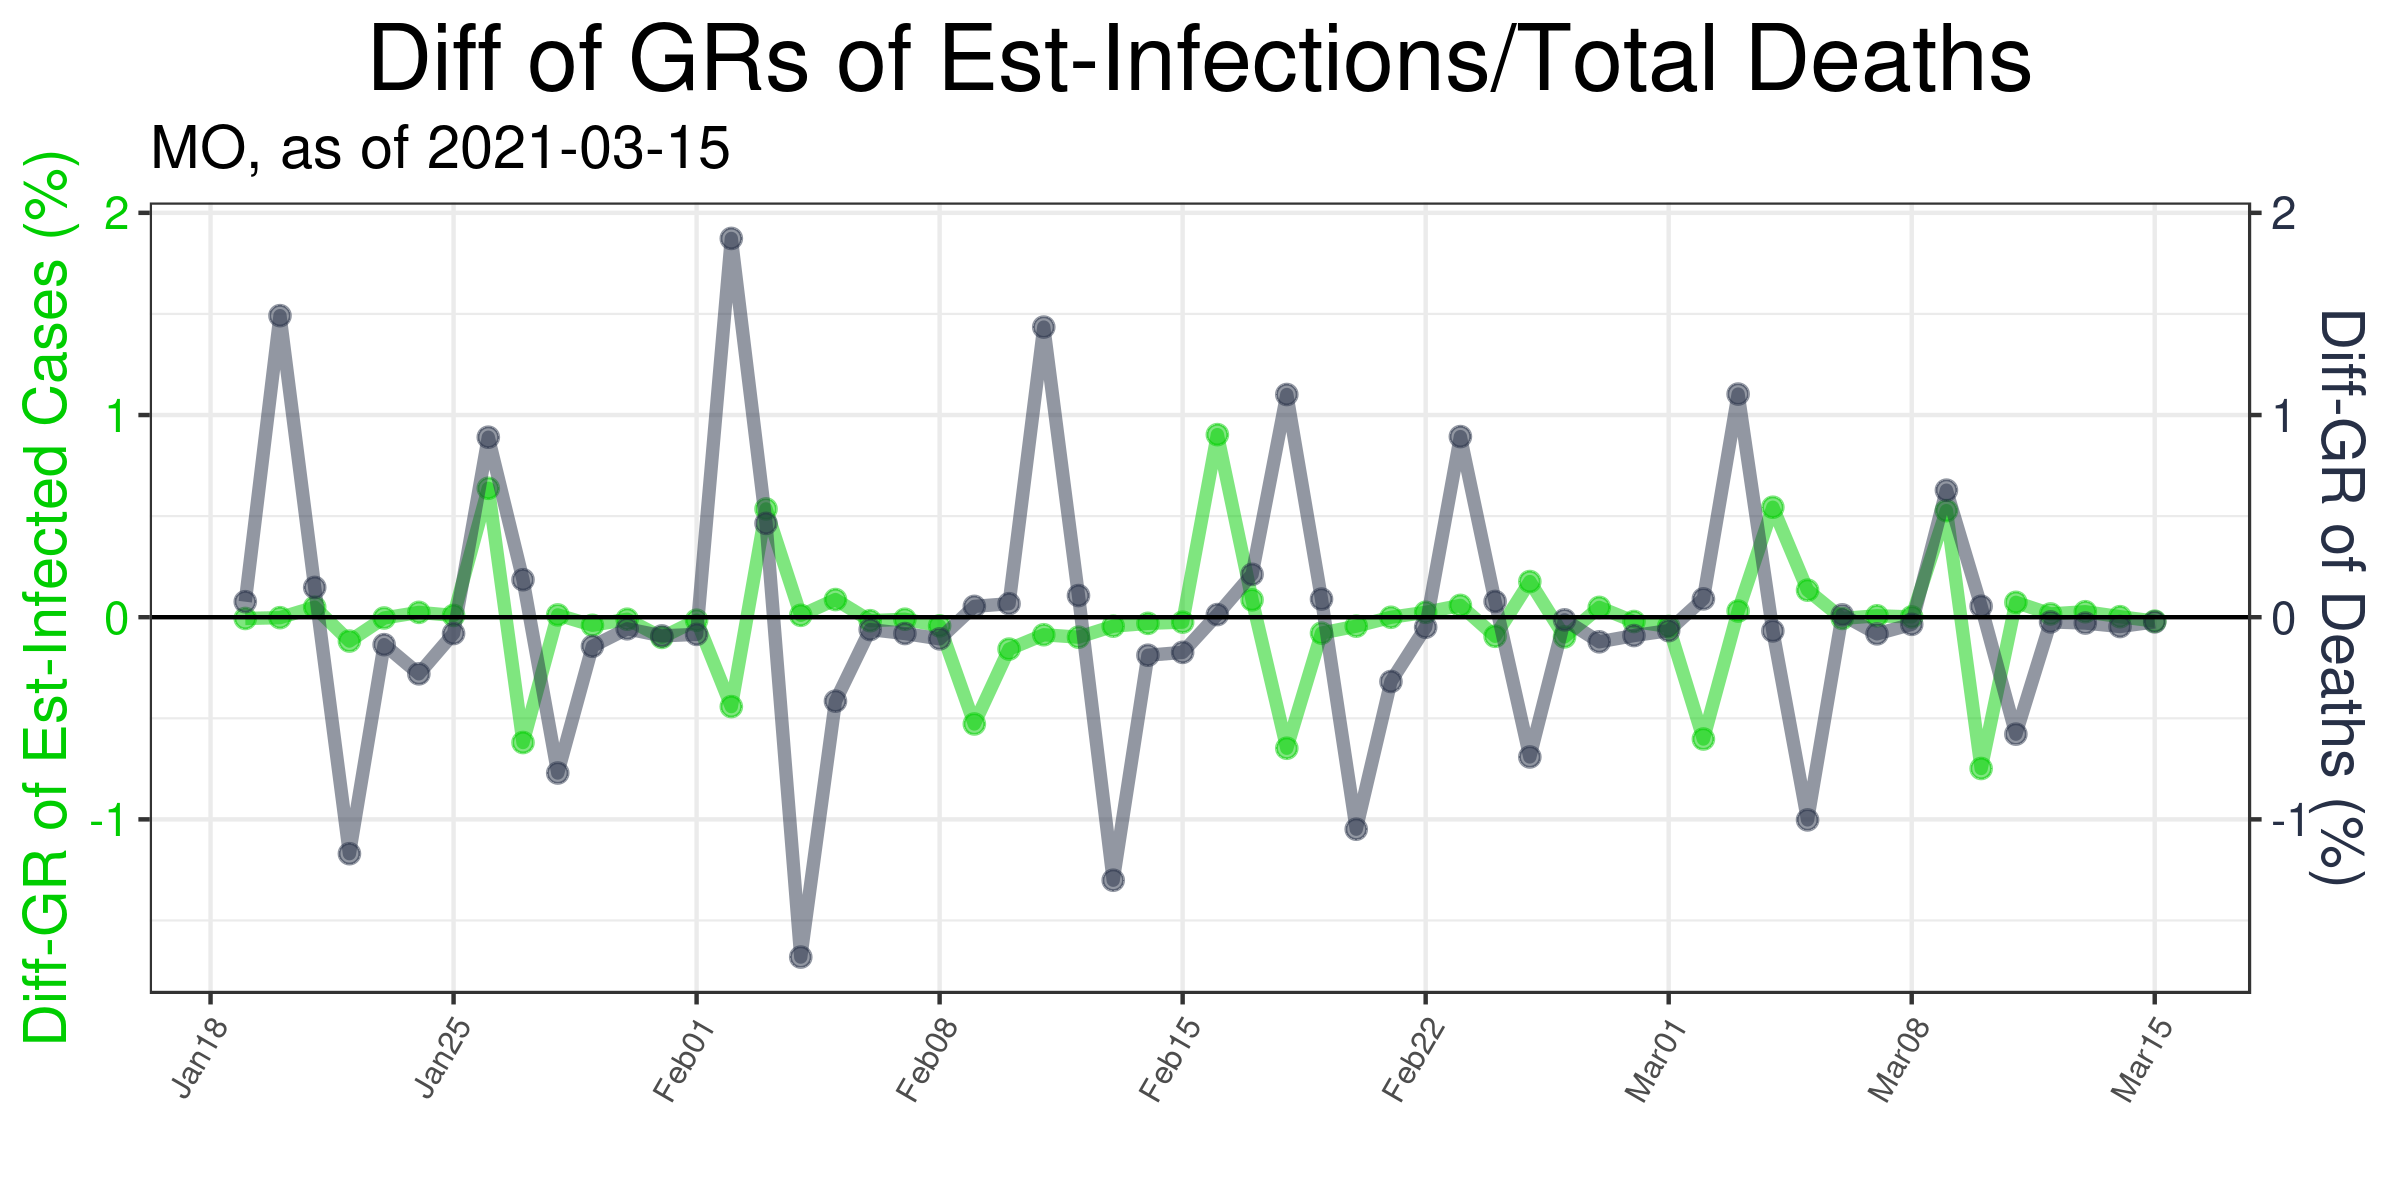 Diff of GRs of Est-Infections/Total Deaths
MO, as of 2021-03-15
Diff-GR of Est-Infected Cases (%)
2
1
0
-1
2
1
0
-1
Diff-GR of Deaths (%)
Jan18
Jan25
Feb01
Feb08
Feb15
Feb22
Mar01
Mar08
Mar15